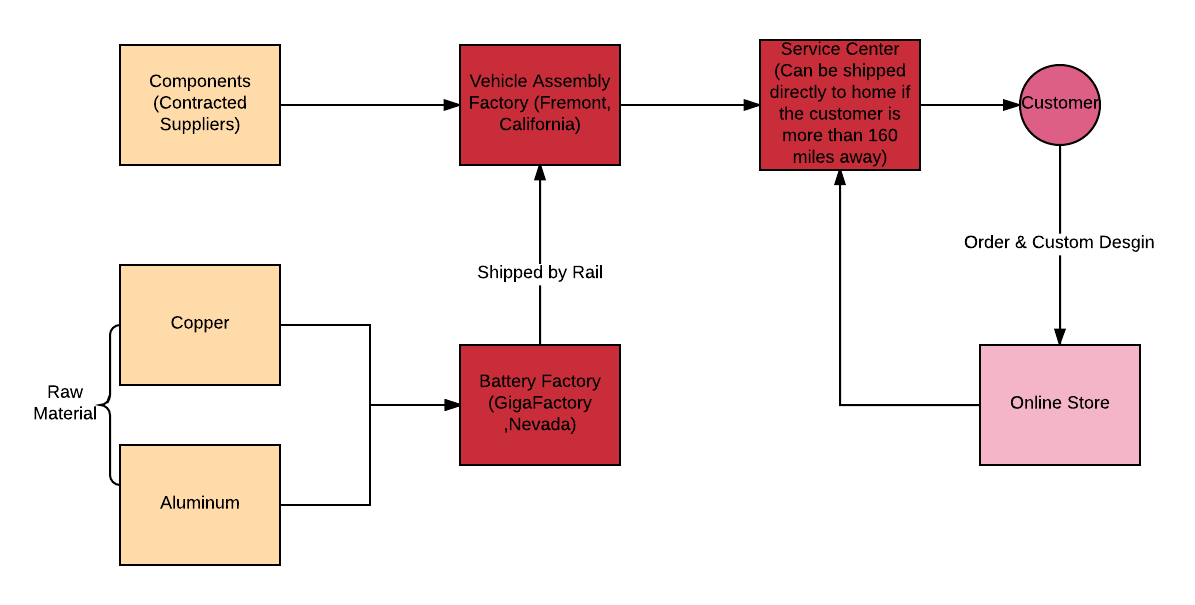 Components
(Contracted
Suppliers)
Vehicle Assembly
Factory (Fremont,
California)
Service Center
(Can be shipped
directly to home if
the customer is
more than 160
miles away)
Customer
Order & Custom Desgin
Shipped by Rail
Copper
Raw
Material
Battery Factory
(GigaFactory
,Nevada)
Online Store
Aluminum